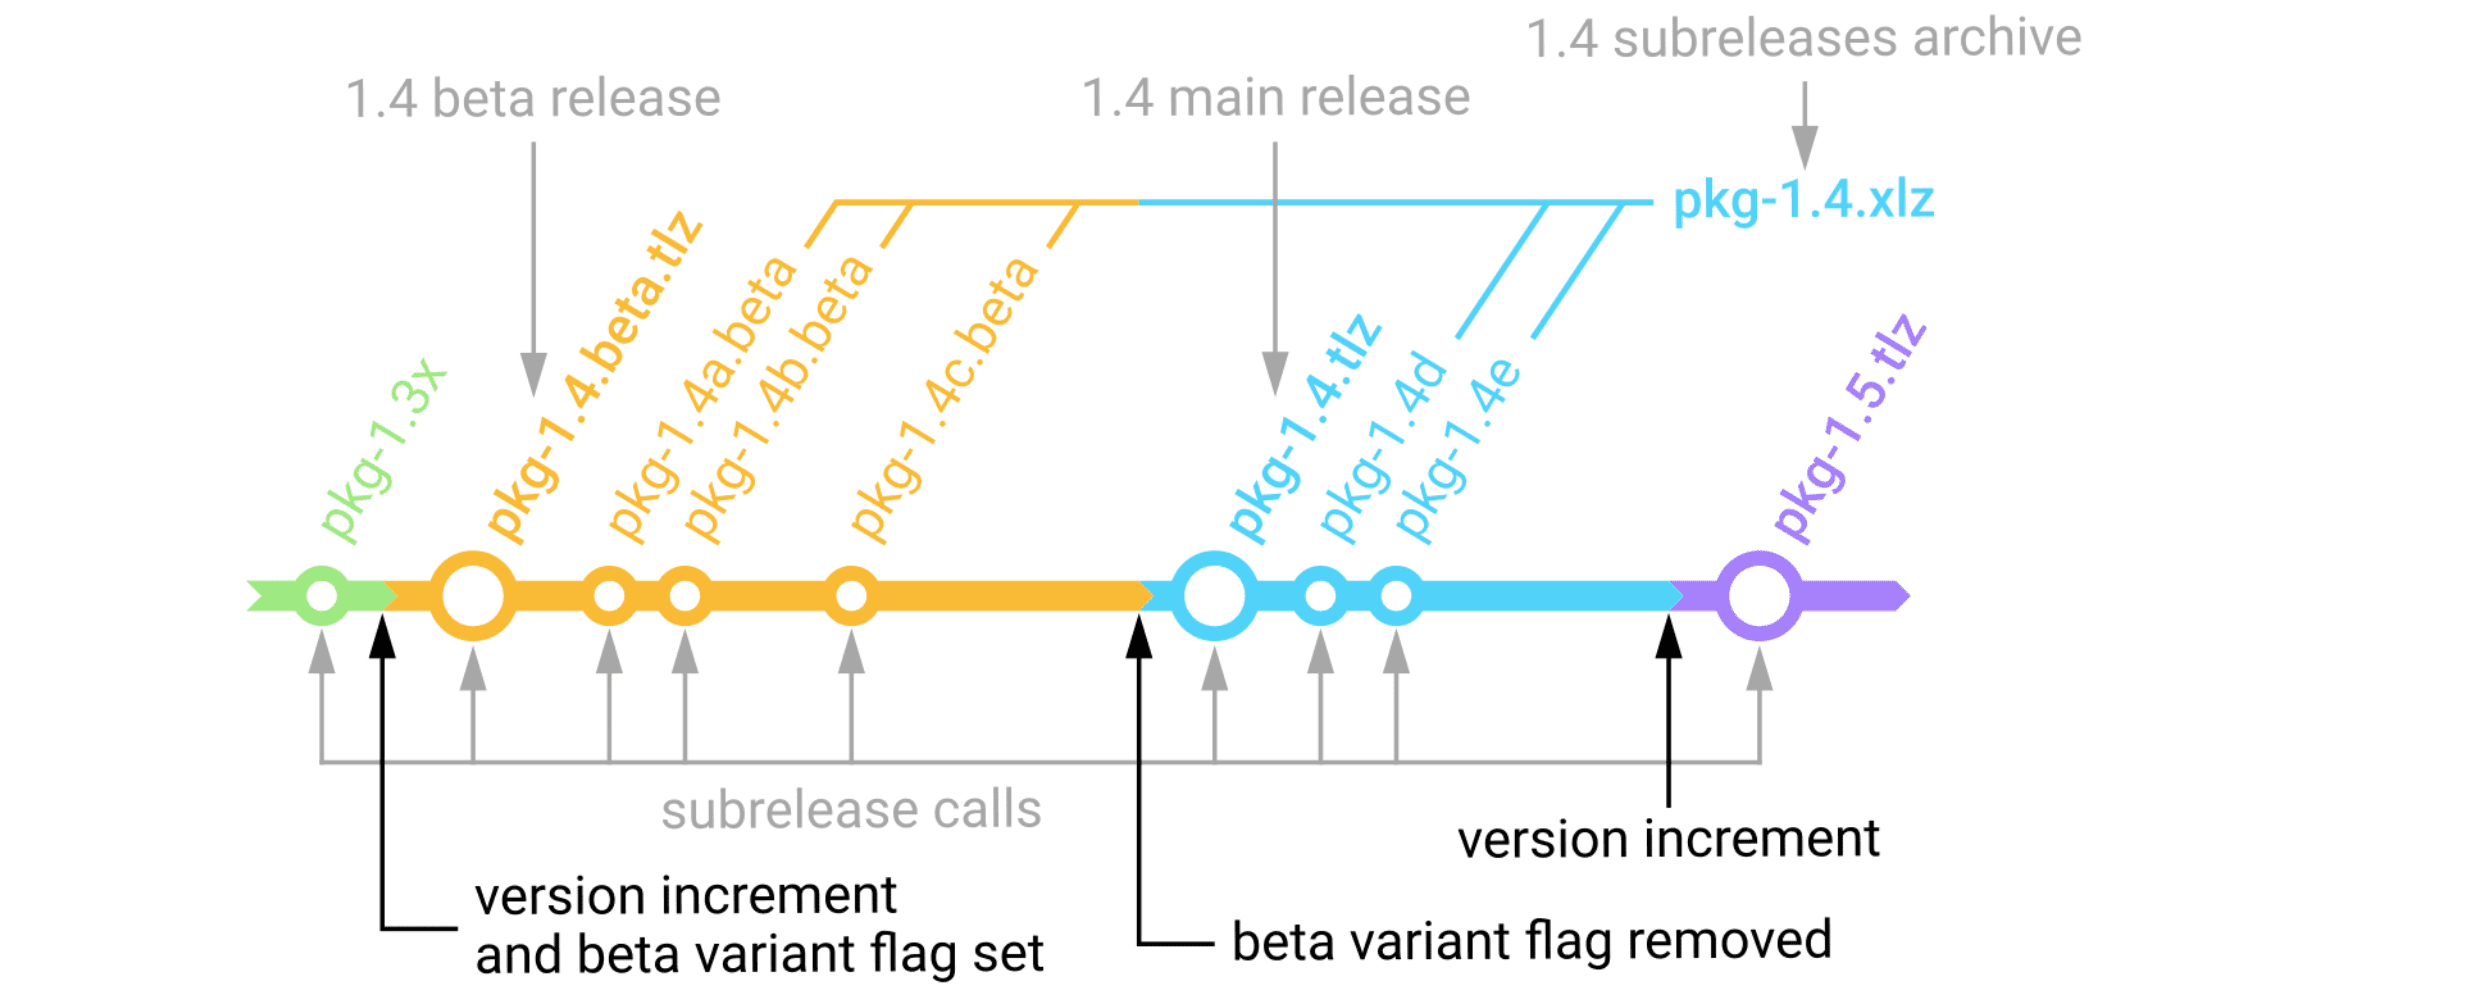 1.4 subreleases archive
1.4 beta release
1.4 main release
pkg-1.4.xlz
pkg-1.3x
pkg-1.4.beta.tlz
pkg-1.4a.beta
pkg-1.4b.beta
pkg-1.4c.beta
pkg-1.4.tlz
pkg-1.4d
pkg-1.4e
pkg-1.5.tlz
subrelease calls
version increment
version increment
and beta variant flag set
beta variant flag removed